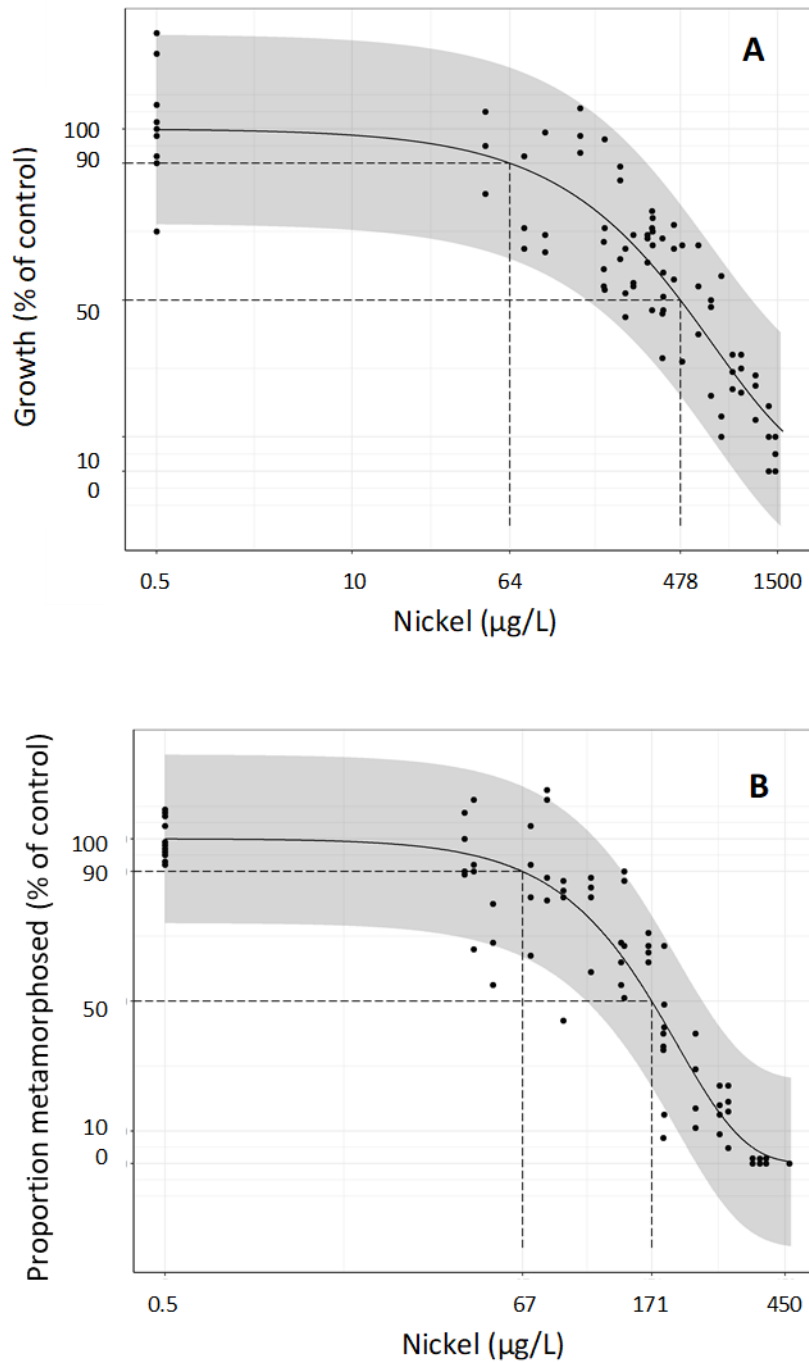 A
Growth (% of control)
100
90
50
10
0
0.5 10 64 478 1500
Nickel (µg/L)
B
Proportion metamorphosed (% of control)
100
90
50
10
0
0.5 67 171 450
Nickel (µg/L)